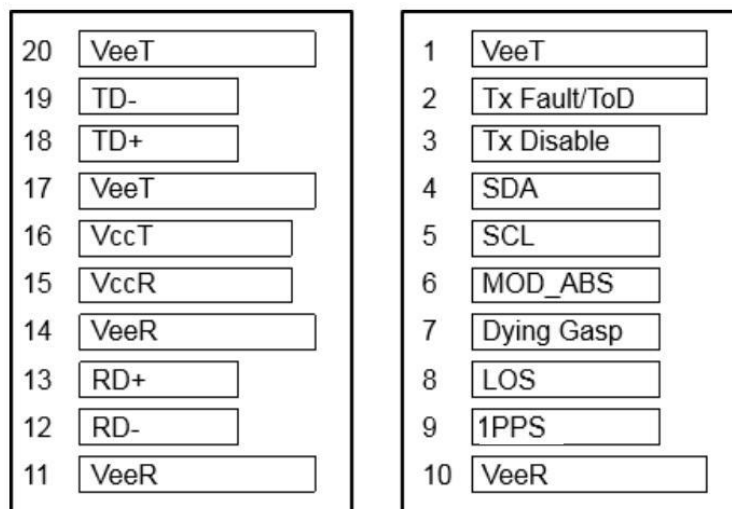 20 VeeT
19 TD-
18 TD+
17 VeeT
16 VccT
15 VccR
14 VeeR
13 RD+
12 RD-
11 VeeR
1 VeeT
2 Tx Fault/ToD
3 Tx Disable
4 SDA
5 SCL
6 MOD_ABS
7 Dying Gasp
8 LOS
9 1PPS
10 VeeR